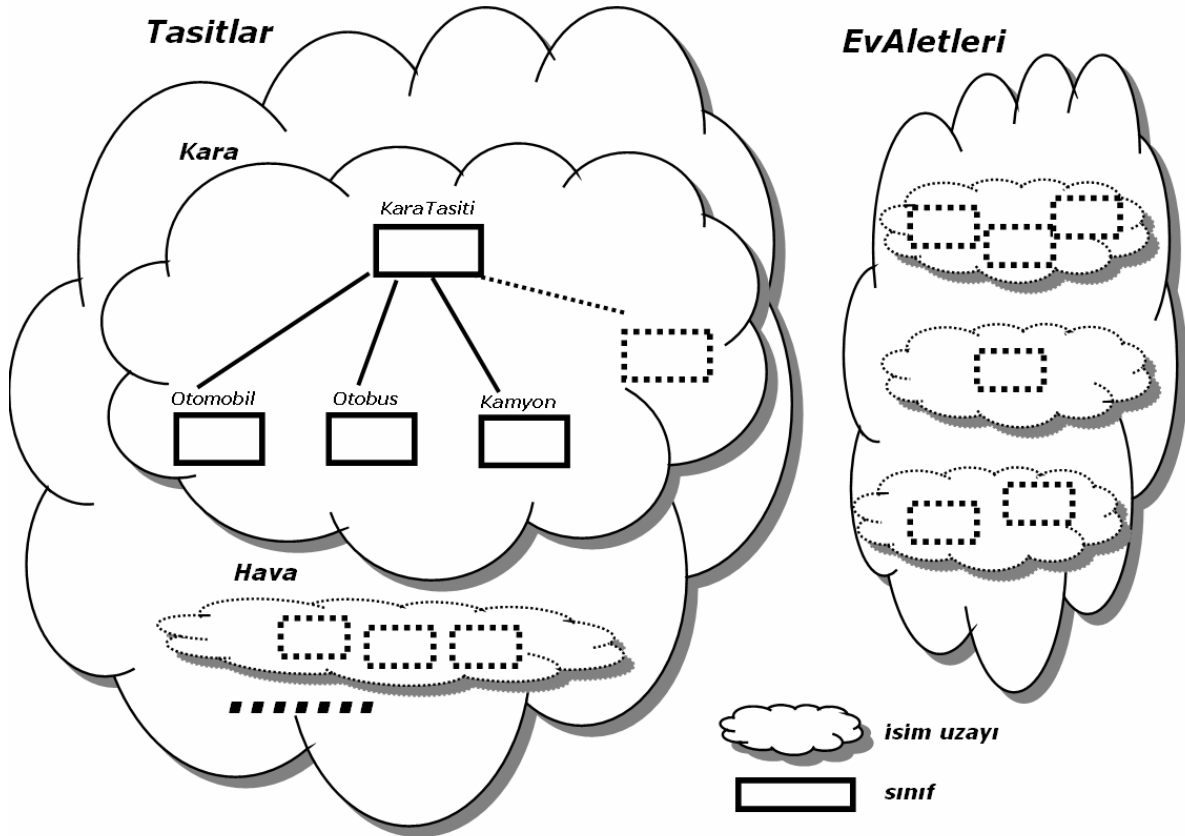 Tasitlar
EvAletleri
Kara
KaraTasiti
Otomobil
Otobus
Kamyon
Hava
isim uzayı
sınıf